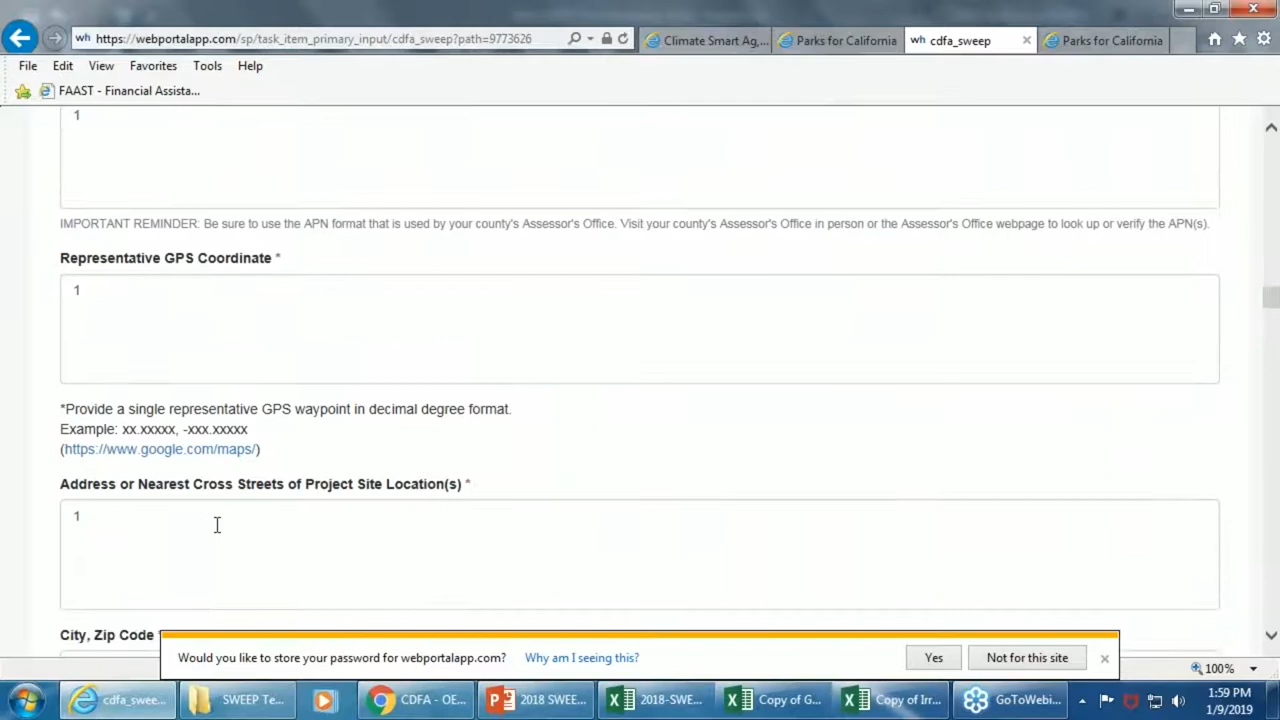 wh https://webportalapp.com/sp/task_item_primary_input/cdfa_sweep?path=9773626
Climate Smart Ag,...
Parks for California
wh cdfa_sweep
Parks for California
File Edit View Favorites Tools Help
FAAST - Financial Assista...
1
IMPORTANT REMINDER: Be sure to use the APN format that is used by your county's Assessor's Office. Visit your county's Assessor's Office in person or the Assessor's Office webpage to look up or verify the APN(s).
Representative GPS Coordinate *
1
*Provide a single representative GPS waypoint in decimal degree format.
Example: xx.xxxxx, -xxx.xxxxx
(https://www.google.com/maps/)
Address or Nearest Cross Streets of Project Site Location(s) *
1
City, Zip Code
Would you like to store your password for webportalapp.com? Why am I seeing this? Yes Not for this site
100%
cdfa_swee...
SWEEP Te...
CDFA - OE...
2018 SWEE...
2018-SWE...
Copy of G...
Copy of Irr...
GoToWebi...
1:59 PM
1/9/2019